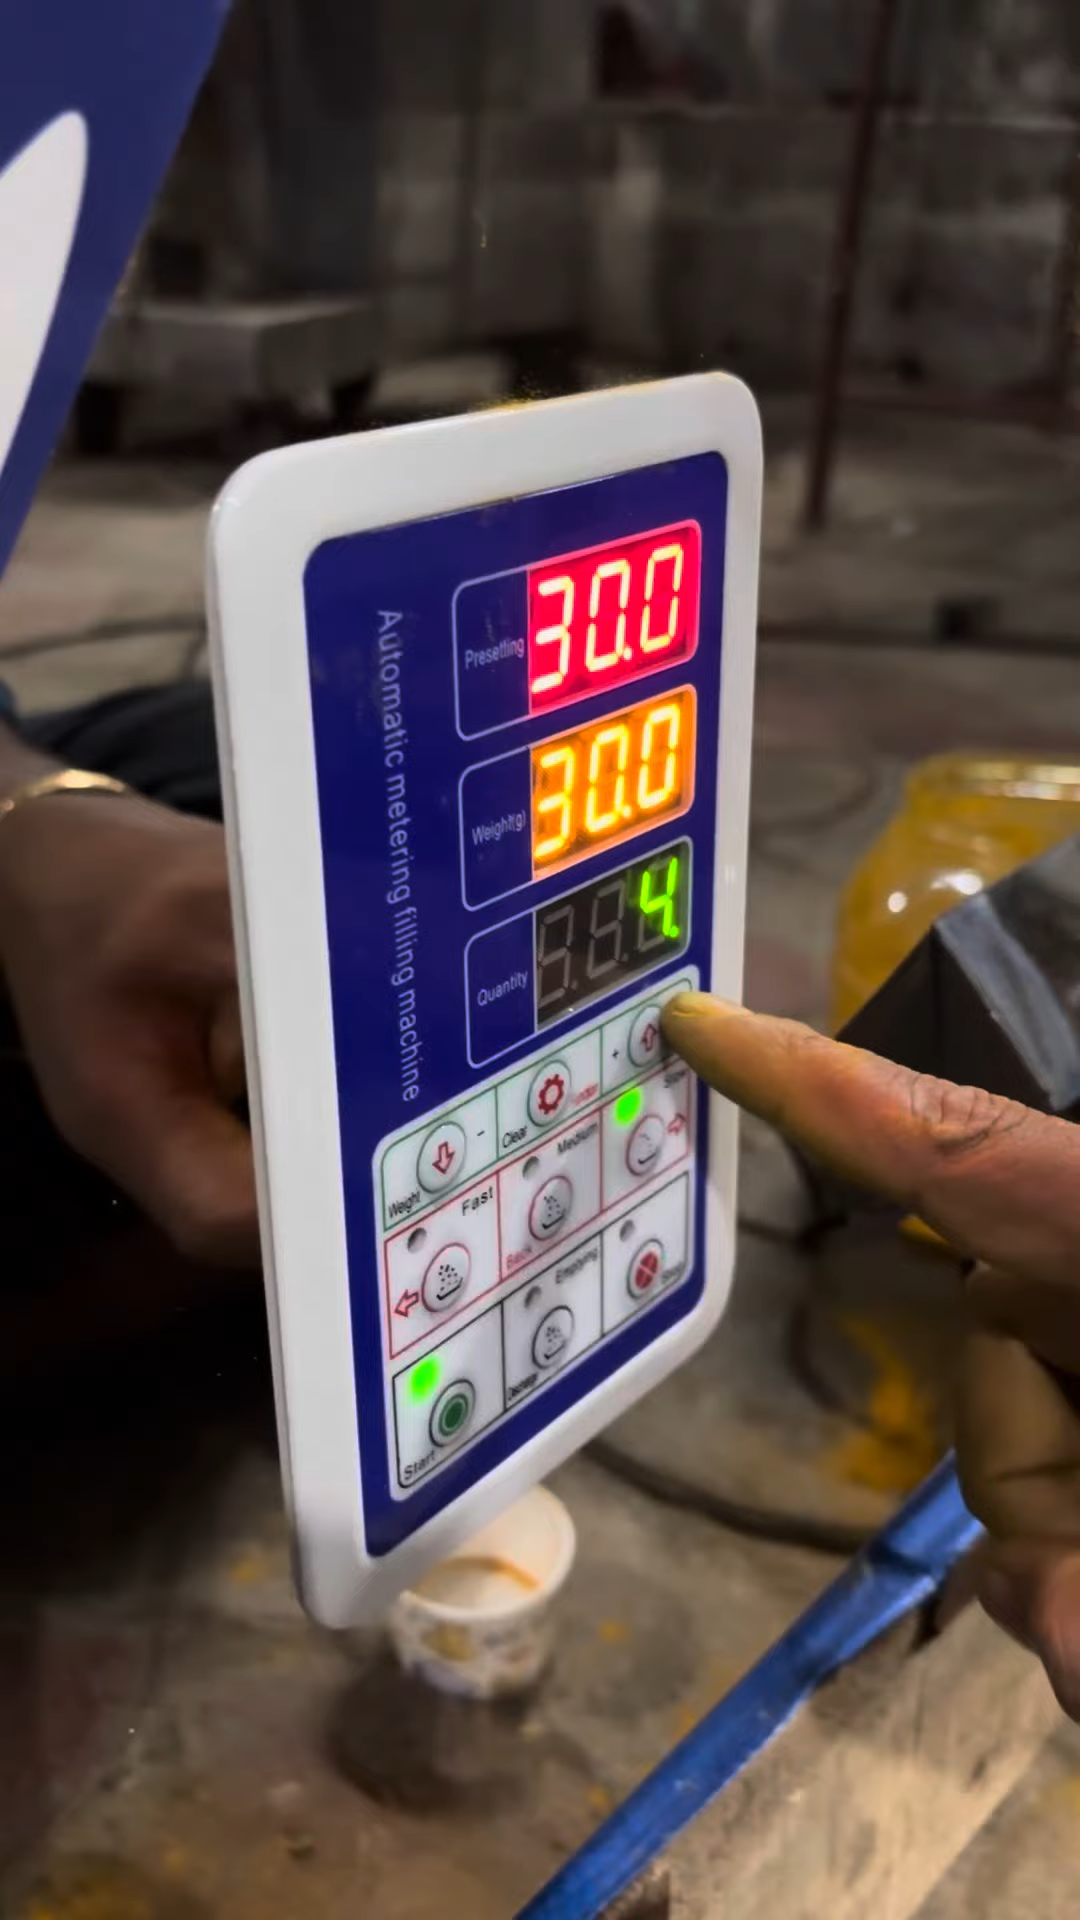 Automatic metering filling machine
Presetting
30.0
Weight(g)
30.0
Quantity
4.
Weight
-
Clear
+
Fast
Medium
Back
Slow
Start
Emptying
Stop